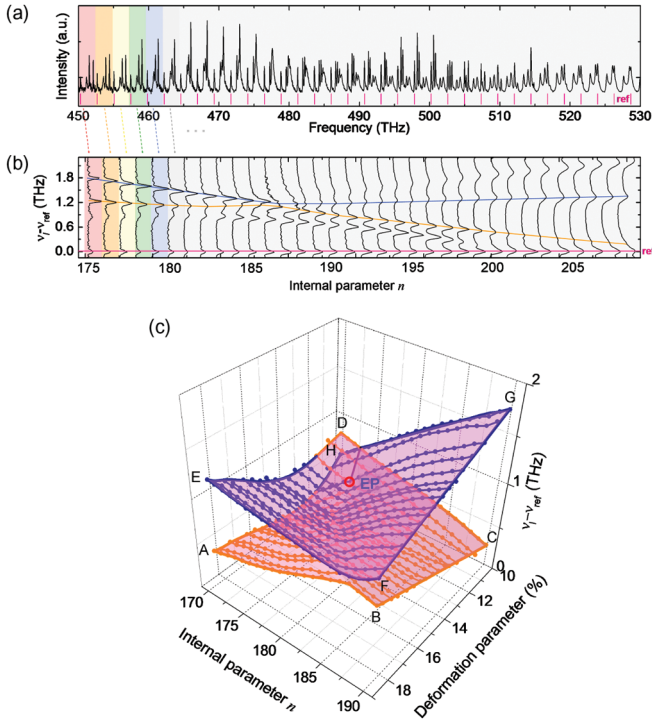 (a)
Intensity (a.u.)
ref
450 460 470 480 490 500 510 520 530
Frequency (THz)
(b)
νj-νref (THz)
1.8
1.2
0.6
0.0
ref
175 180 185 190 195 200 205
Internal parameter n
(c)
2
D
G
H
E
EP
1
νj-νref (THz)
A
C
0
F
B
10
12
14
16
18
170
175
180
185
190
Internal parameter n
Deformation parameter (%)